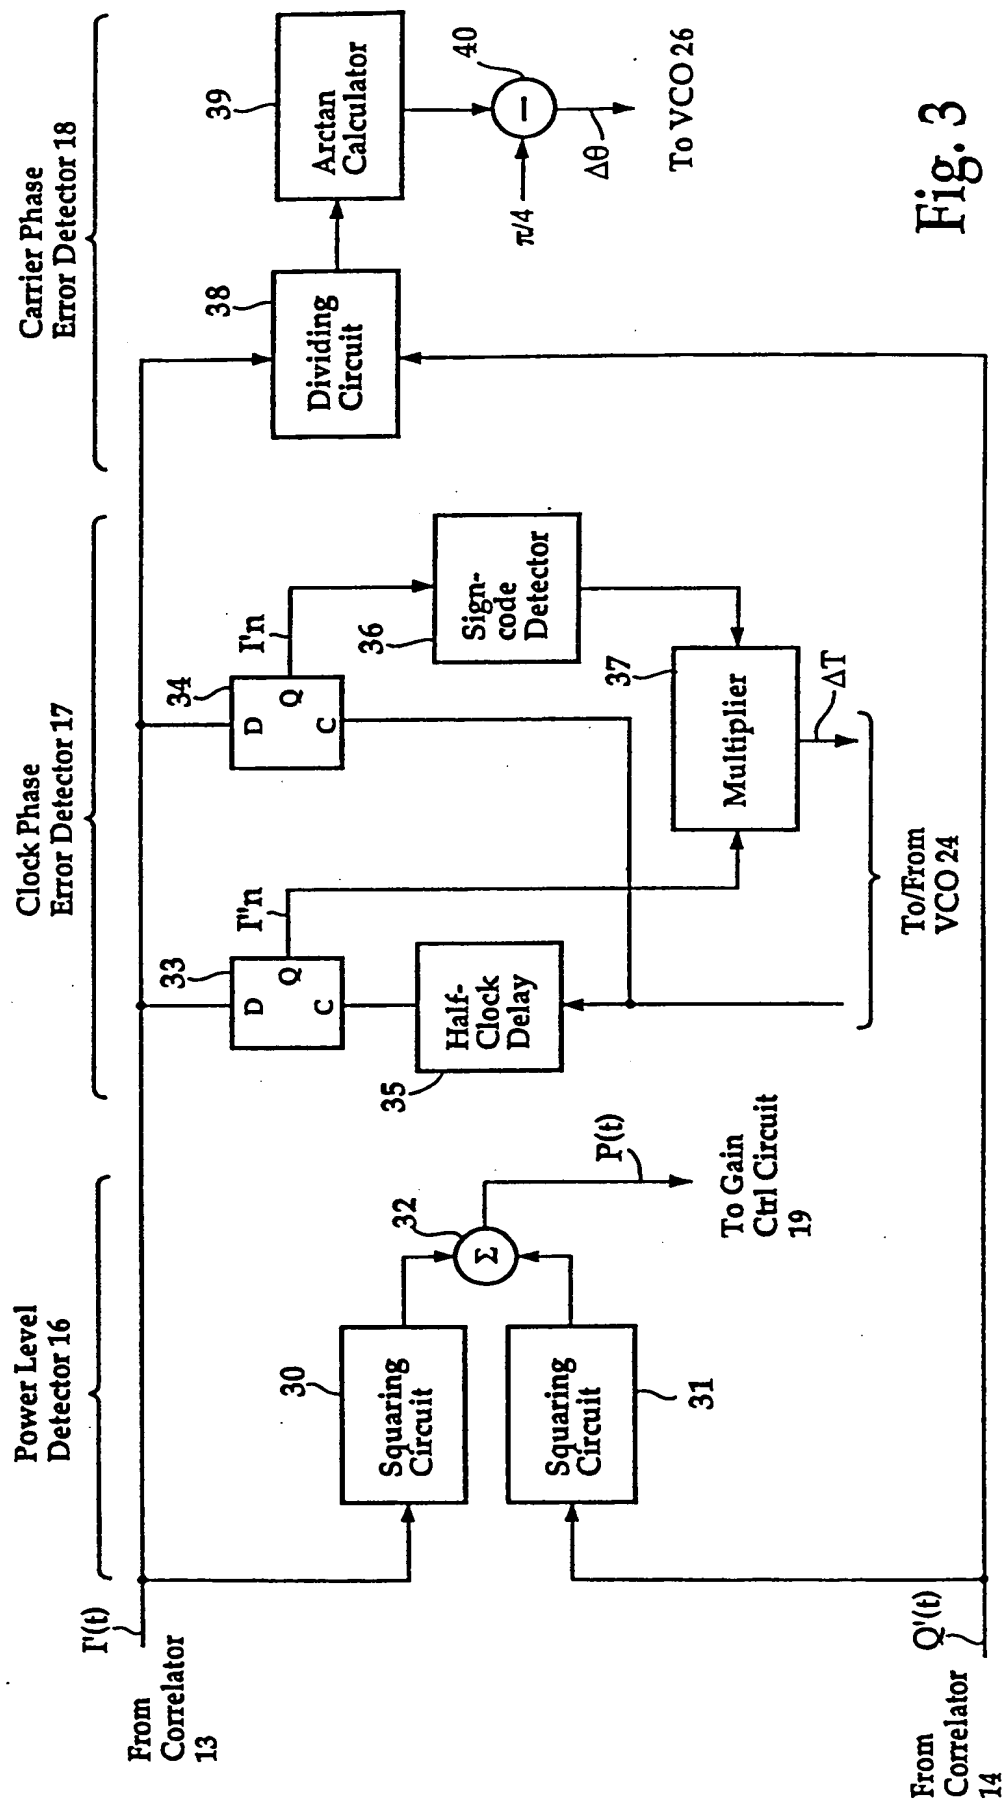 Power Level
Detector 16
Clock Phase
Error Detector 17
Carrier Phase
Error Detector 18
I'(t)
From
Correlator
13
30
Squaring
Circuit
Squaring
Circuit
31
32
Σ
P(t)
To Gain
Ctrl Circuit
19
33
D
Q
C
I''n
35
Half-
Clock
Delay
34
D
Q
C
I'n
36
Sign-
code
Detector
37
Multiplier
ΔT
To/From
VCO 24
38
Dividing
Circuit
39
Arctan
Calculator
40
−
π/4
Δθ
To VCO 26
Q'(t)
From
Correlator
14
Fig. 3